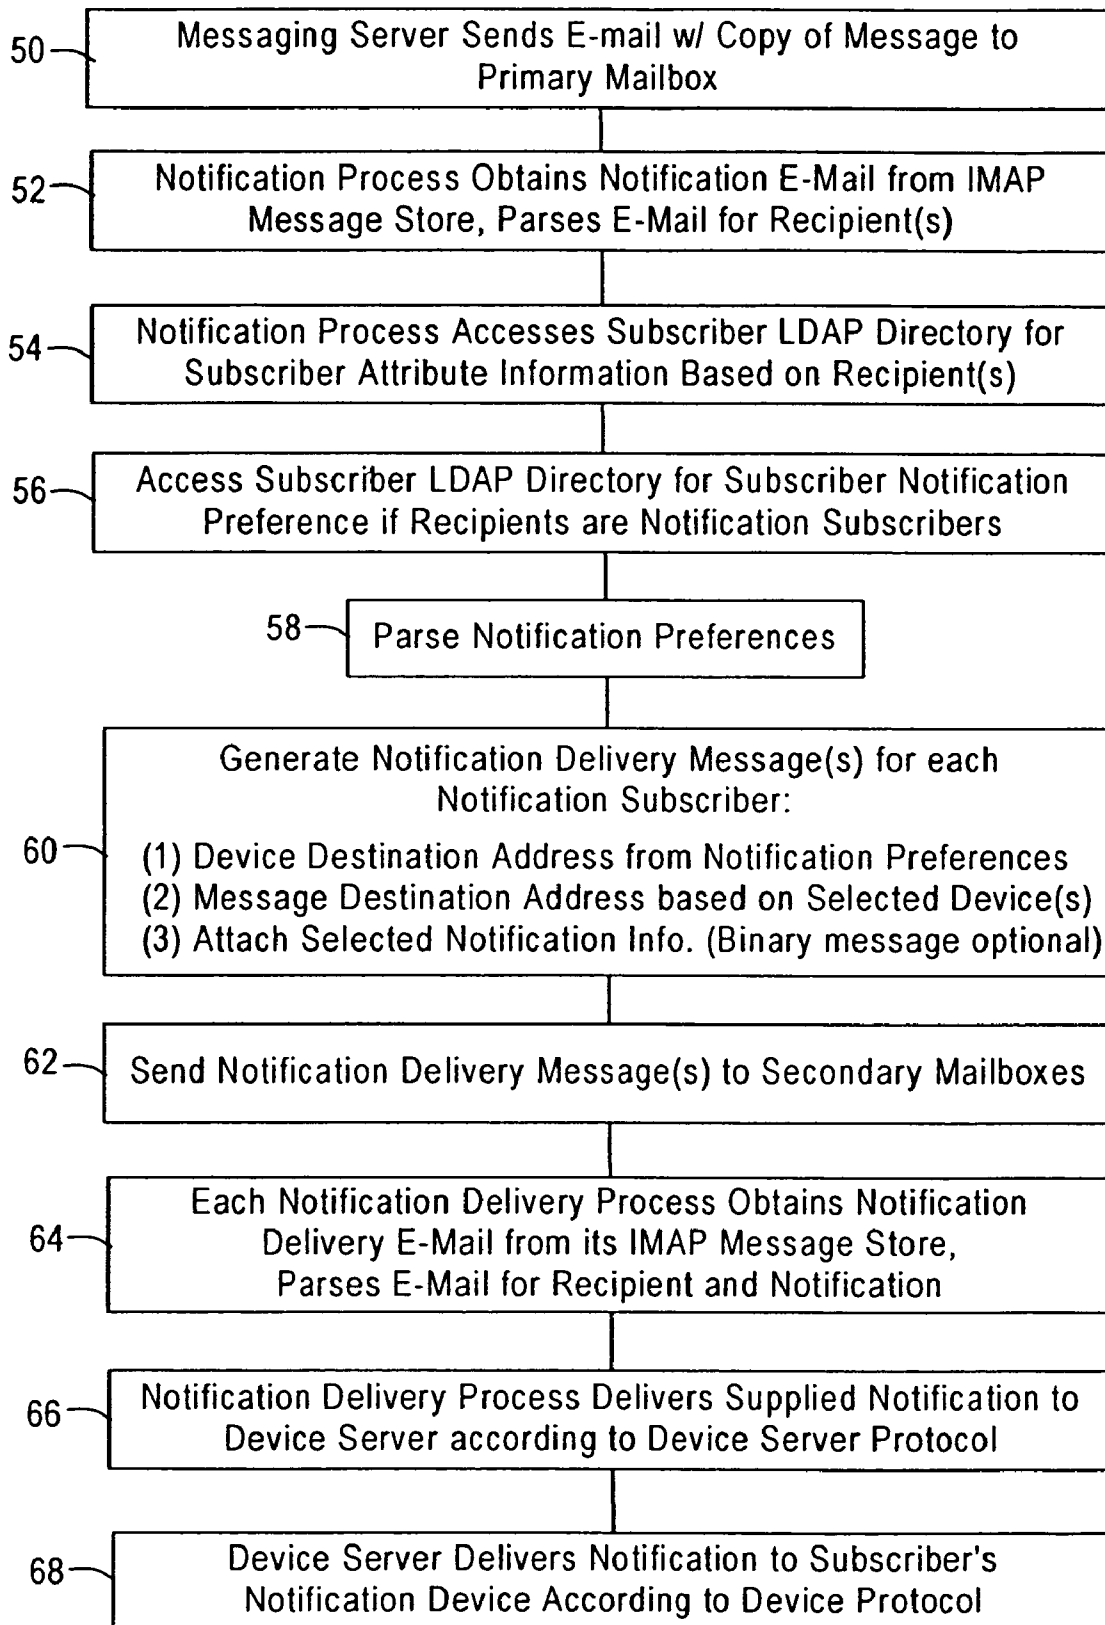 50
Messaging Server Sends E-mail w/ Copy of Message to
Primary Mailbox
52
Notification Process Obtains Notification E-Mail from IMAP
Message Store, Parses E-Mail for Recipient(s)
54
Notification Process Accesses Subscriber LDAP Directory for
Subscriber Attribute Information Based on Recipient(s)
56
Access Subscriber LDAP Directory for Subscriber Notification
Preference if Recipients are Notification Subscribers
58
Parse Notification Preferences
60
Generate Notification Delivery Message(s) for each
Notification Subscriber:
(1) Device Destination Address from Notification Preferences
(2) Message Destination Address based on Selected Device(s)
(3) Attach Selected Notification Info. (Binary message optional)
62
Send Notification Delivery Message(s) to Secondary Mailboxes
64
Each Notification Delivery Process Obtains Notification
Delivery E-Mail from its IMAP Message Store,
Parses E-Mail for Recipient and Notification
66
Notification Delivery Process Delivers Supplied Notification to
Device Server according to Device Server Protocol
68
Device Server Delivers Notification to Subscriber's
Notification Device According to Device Protocol